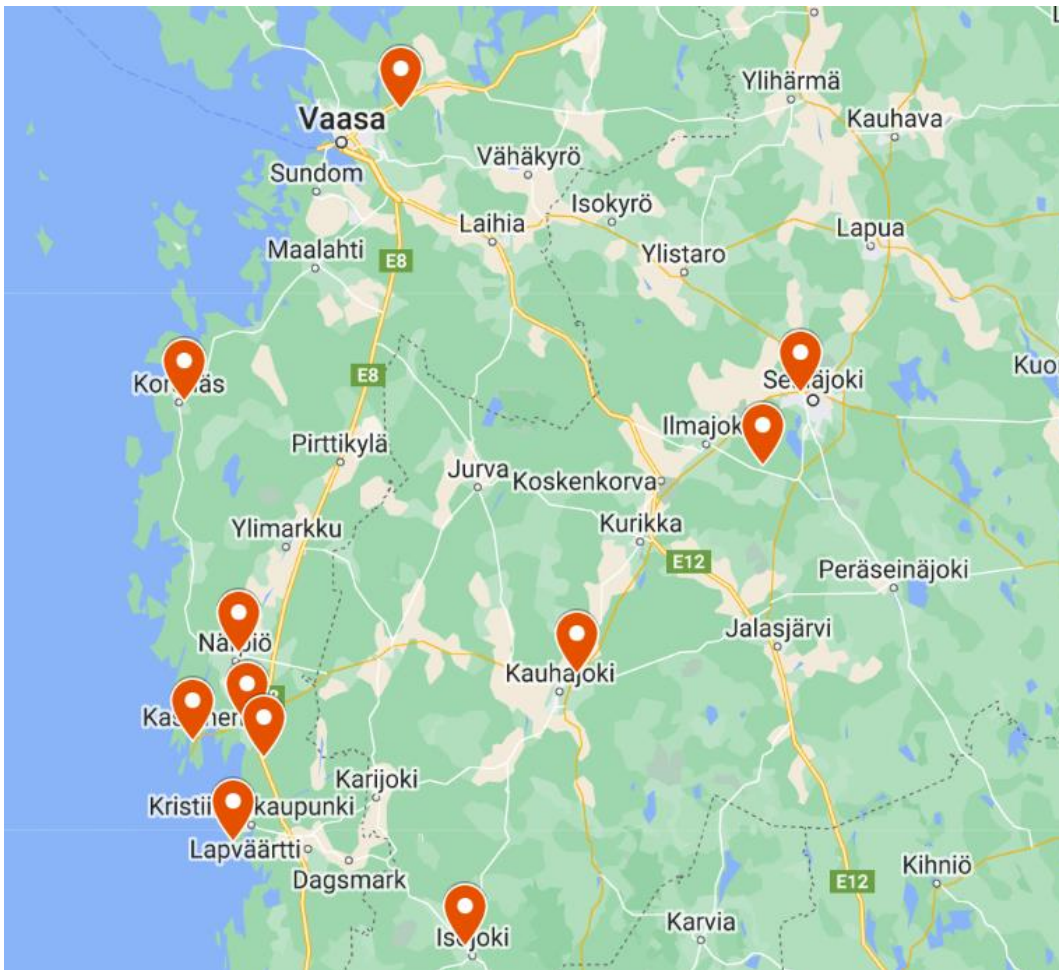 Ylihärmä
Kauhava
Vaasa
Vähäkyrö
Sundom
Isokyrö
Laihia
Lapua
Maalahti
E8
Ylistaro
Kuo
E8
Ilmajok
Pirttikylä
Jurva
Koskenkorva
Ylimarkku
Kurikka
E12
Peräseinäjoki
Jalasjärvi
Kauhajoki
Karijoki
kaupunki
Lapväärtti
Dagsmark
Kihniö
E12
Karvia